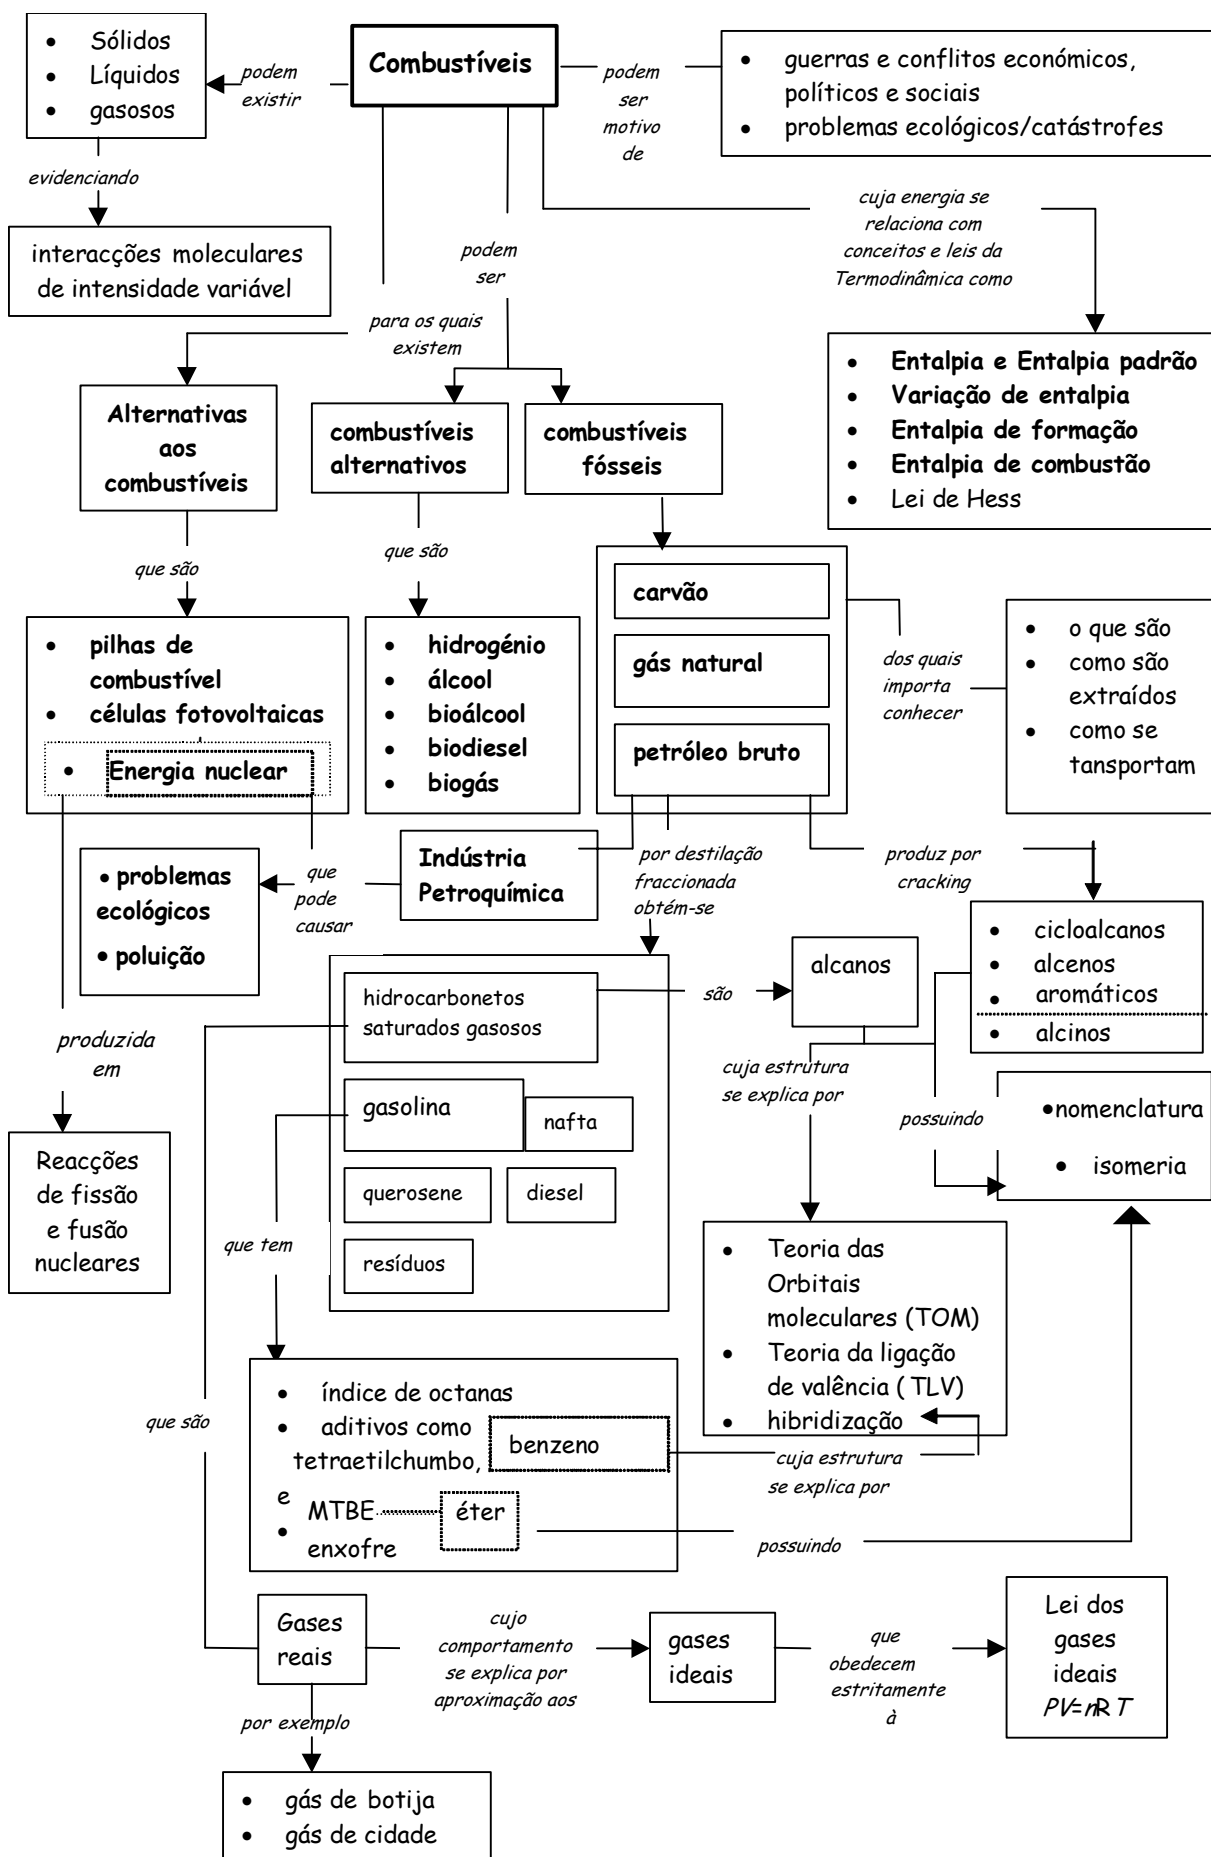 • Sólidos
• Líquidos
• gasosos
podem
existir
Combustíveis
podem
ser
motivo
de
• guerras e conflitos económicos,
políticos e sociais
• problemas ecológicos/catástrofes
evidenciando
interacções moleculares
de intensidade variável
podem
ser
cuja energia se
relaciona com
conceitos e leis da
Termodinâmica como
para os quais
existem
• Entalpia e Entalpia padrão
• Variação de entalpia
• Entalpia de formação
• Entalpia de combustão
• Lei de Hess
Alternativas
aos
combustíveis
combustíveis
alternativos
combustíveis
fósseis
que são
que são
• pilhas de
combustível
• células fotovoltaicas
• Energia nuclear
• hidrogénio
• álcool
• bioálcool
• biodiesel
• biogás
carvão
gás natural
petróleo bruto
dos quais
importa
conhecer
• o que são
• como são
extraídos
• como se
tansportam
• problemas
ecológicos
• poluição
que
pode
causar
Indústria
Petroquímica
por destilação
fraccionada
obtém-se
produz por
cracking
hidrocarbonetos
saturados gasosos
são
alcanos
• cicloalcanos
• alcenos
• aromáticos
• alcinos
produzida
em
gasolina
nafta
querosene
diesel
resíduos
cuja estrutura
se explica por
possuindo
•nomenclatura
• isomeria
Reacções
de fissão
e fusão
nucleares
que tem
• Teoria das
Orbitais
moleculares (TOM)
• Teoria da ligação
de valência ( TLV)
• hibridização
que são
• índice de octanas
• aditivos como
tetraetilchumbo,
benzeno
e
MTBE
éter
• enxofre
cuja estrutura
se explica por
possuindo
Gases
reais
cujo
comportamento
se explica por
aproximação aos
gases
ideais
que
obedecem
estritamente
à
Lei dos
gases
ideais
PV=nRT
por exemplo
• gás de botija
• gás de cidade